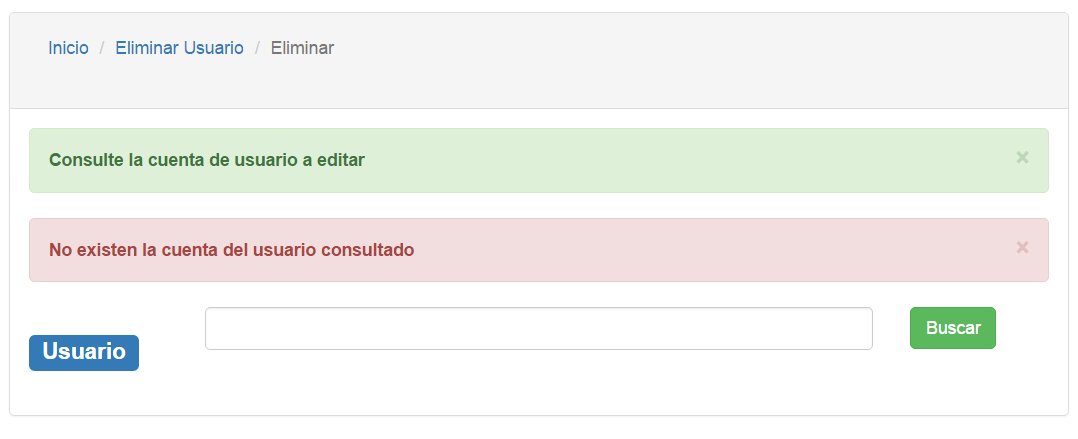 Inicio / Eliminar Usuario / Eliminar
Consulte la cuenta de usuario a editar ×
No existen la cuenta del usuario consultado ×
Usuario Buscar